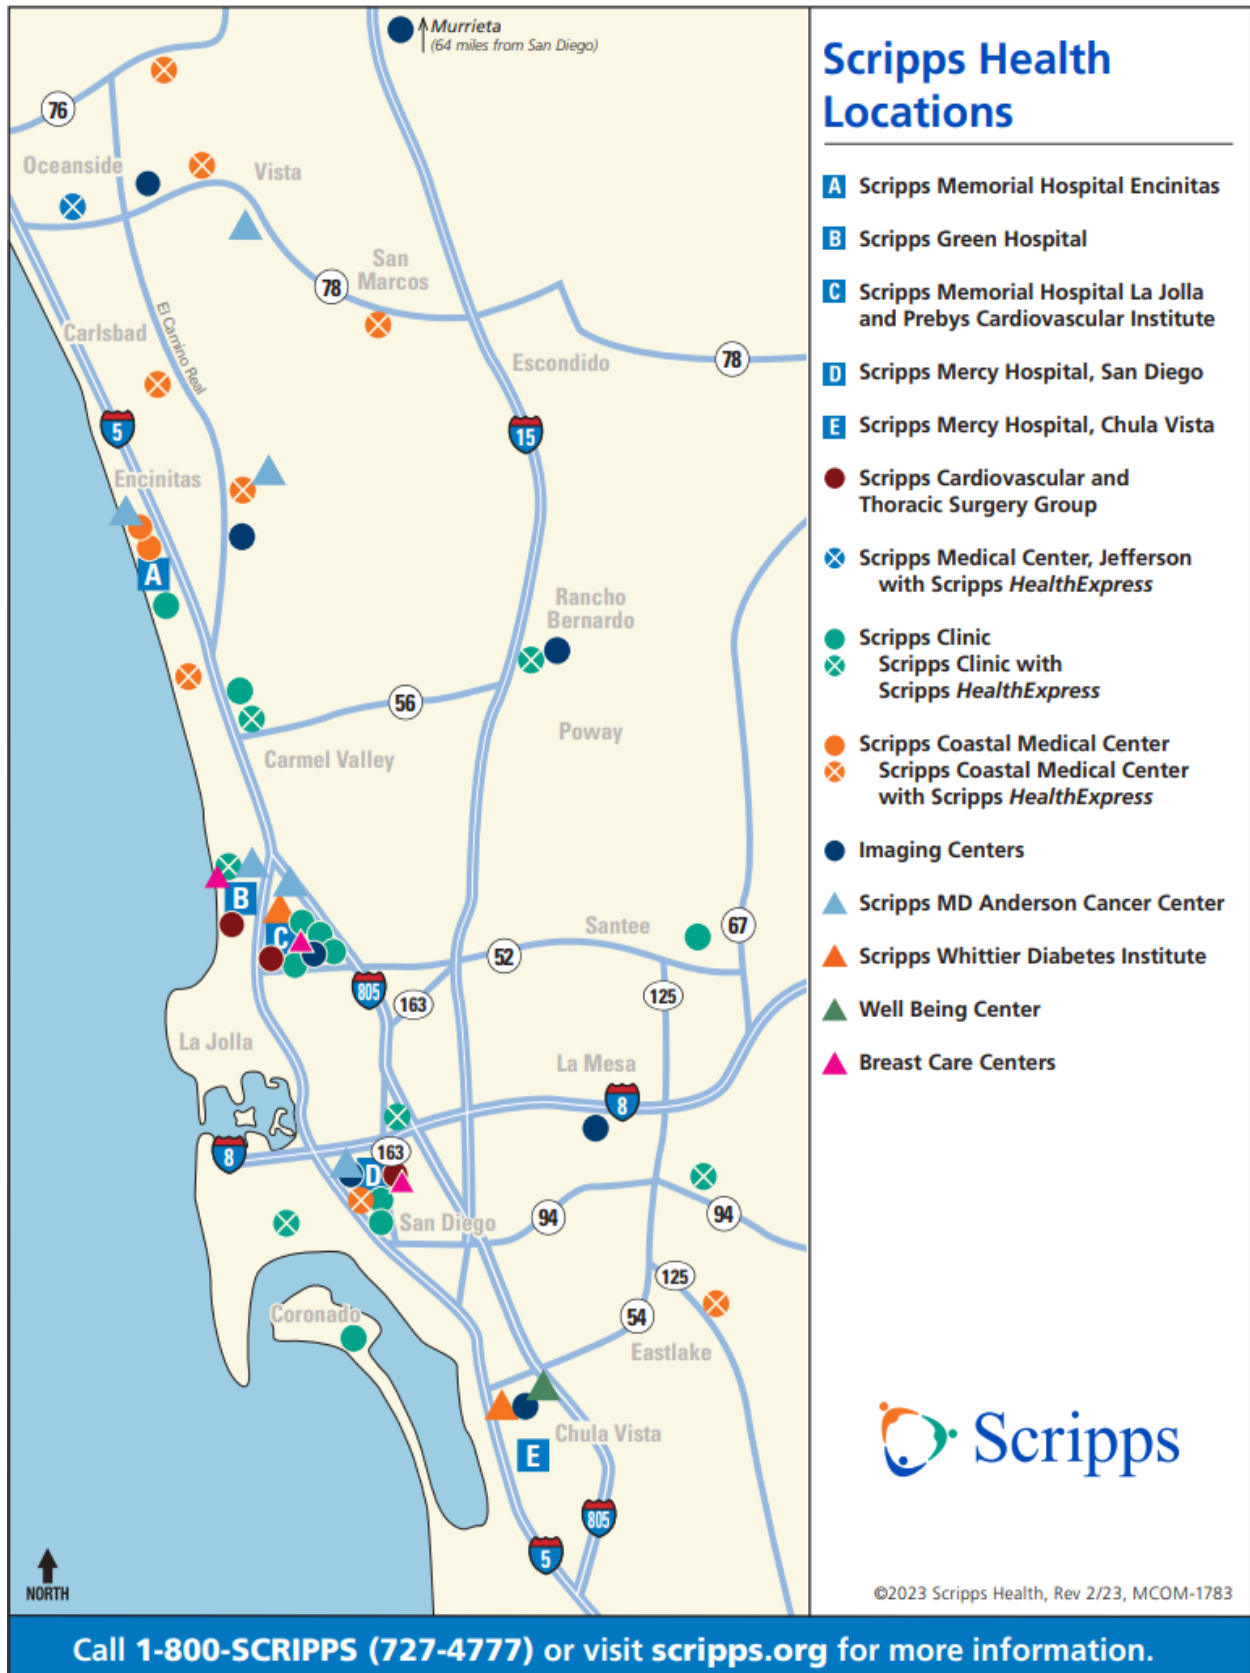 Murrieta
(64 miles from San Diego)
76
Oceanside
Vista
San
Marcos
78
El Camino Real
Carlsbad
Escondido
78
5
15
Encinitas
A
Rancho
Bernardo
56
Poway
Carmel Valley
B
C
Santee
67
52
805
163
125
La Jolla
La Mesa
8
8
163
D
San Diego
94
94
125
Coronado
54
Eastlake
Chula Vista
E
805
5
NORTH
Scripps Health
Locations
A Scripps Memorial Hospital Encinitas
B Scripps Green Hospital
C Scripps Memorial Hospital La Jolla
and Prebys Cardiovascular Institute
D Scripps Mercy Hospital, San Diego
E Scripps Mercy Hospital, Chula Vista
Scripps Cardiovascular and
Thoracic Surgery Group
Scripps Medical Center, Jefferson
with Scripps HealthExpress
Scripps Clinic
Scripps Clinic with
Scripps HealthExpress
Scripps Coastal Medical Center
Scripps Coastal Medical Center
with Scripps HealthExpress
Imaging Centers
Scripps MD Anderson Cancer Center
Scripps Whittier Diabetes Institute
Well Being Center
Breast Care Centers
Scripps
©2023 Scripps Health, Rev 2/23, MCOM-1783
Call 1-800-SCRIPPS (727-4777) or visit scripps.org for more information.